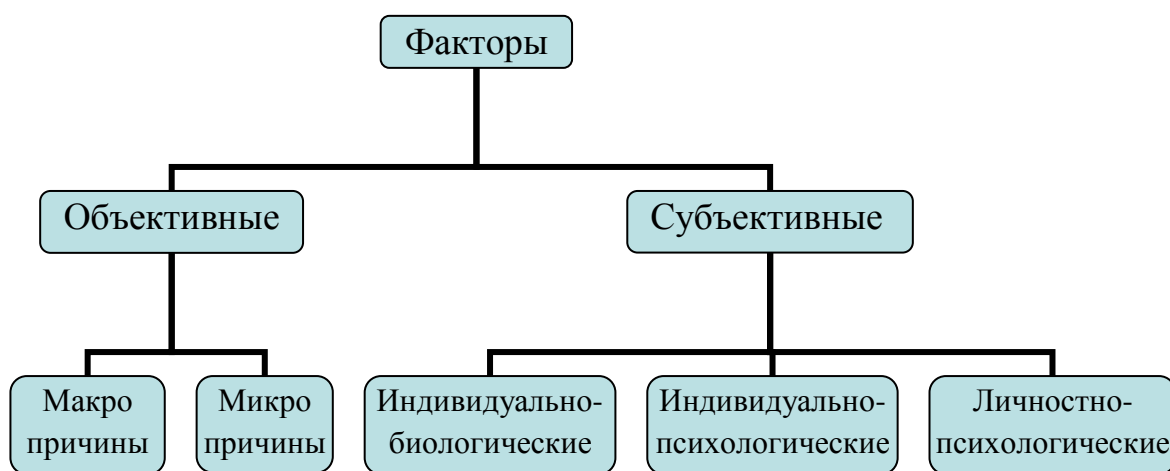 Факторы
Объективные
Субъективные
Макро
причины
Микро
причины
Индивидуально-
биологические
Индивидуально-
психологические
Личностно-
психологические